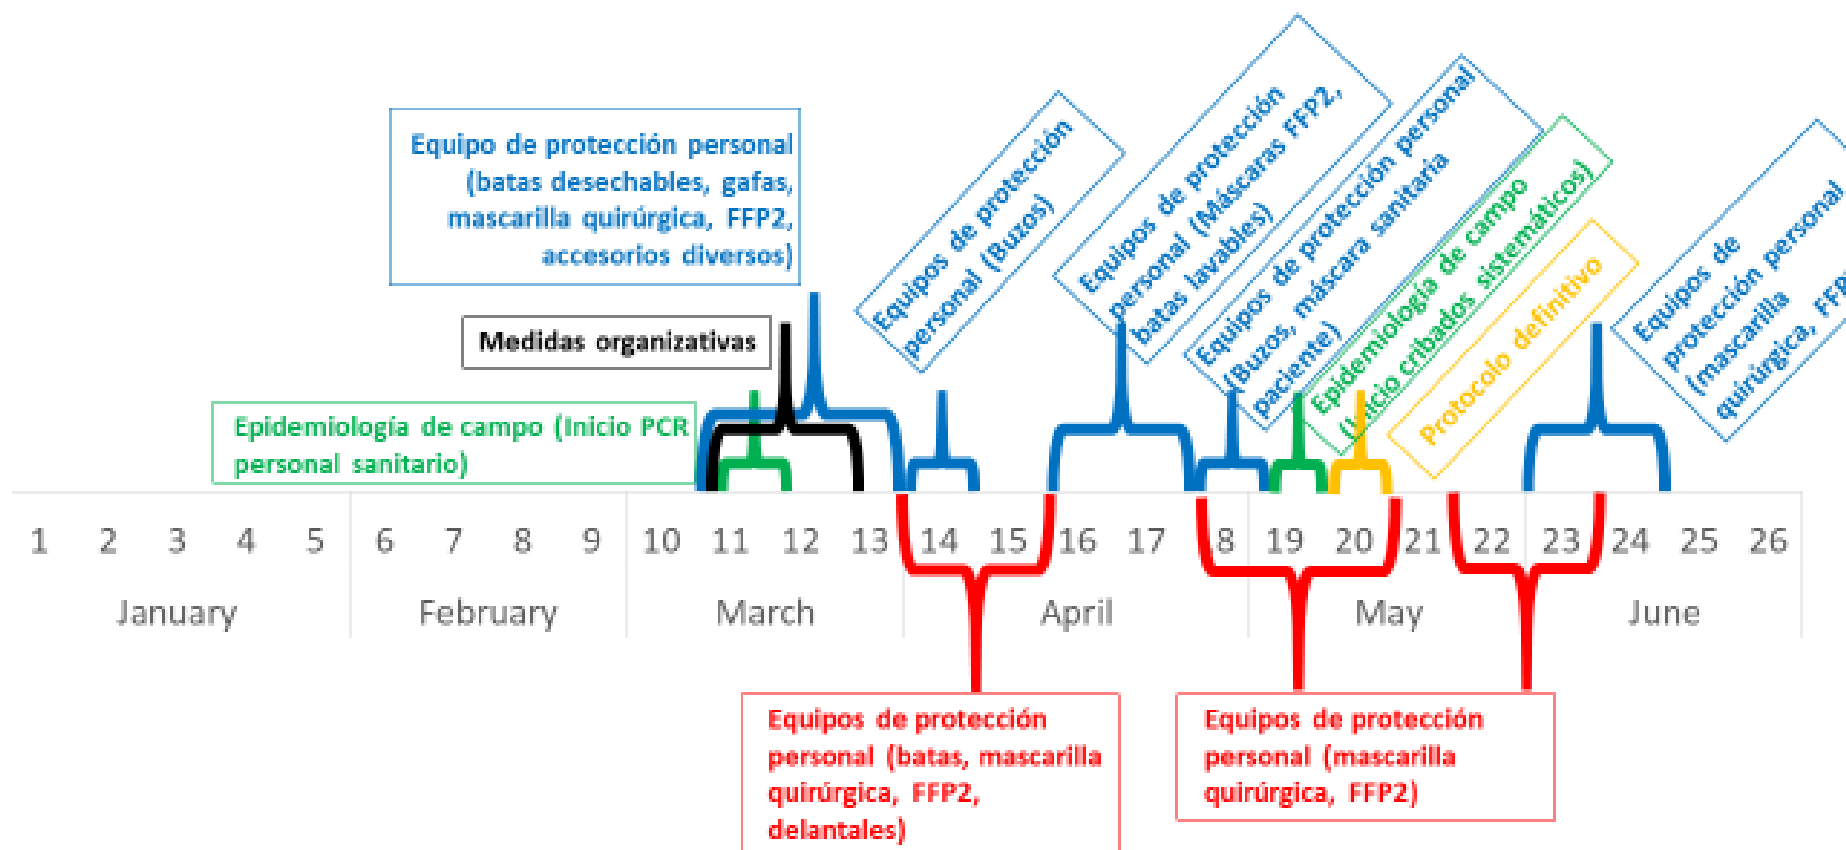 Equipo de protección personal
(batas desechables, gafas,
mascarilla quirúrgica, FFP2,
accesorios diversos)
Medidas organizativas
Epidemiología de campo (Inicio PCR
personal sanitario)
Equipos de protección
personal (Buzos)
Equipos de protección
personal (Máscaras FFP2,
batas lavables)
Equipos de protección personal
(Buzos, máscara sanitaria
paciente)
Epidemiología de campo
(Inicio cribados sistemáticos)
Protocolo definitivo
Equipos de
protección personal
(mascarilla
quirúrgica,
1 2 3 4 5 6 7 8 9 10 11 12 13 14 15 16 17 8 19 20 21 22 23 24 25 26
January February March April May June
Equipos de protección
personal (batas, mascarilla
quirúrgica, FFP2,
delantales)
Equipos de protección
personal (mascarilla
quirúrgica, FFP2)